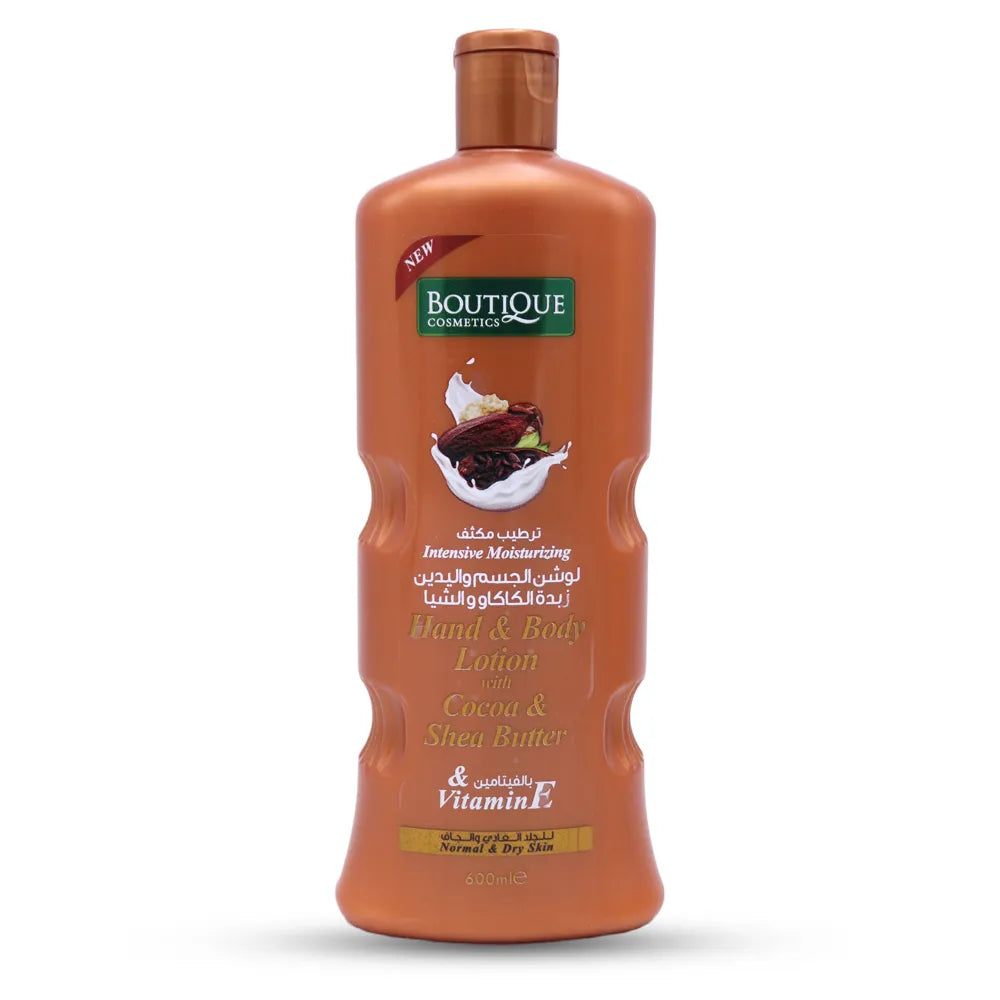 NEW
BOUTIQUE
COSMETICS
ترطيب مكثف
Intensive Moisturizing
لوشن الجسم واليدين
زبدة الكاكاو والشيا
Hand & Body
Lotion
with
Cocoa &
Shea Butter
& بالفيتامين
Vitamin E
للجلد العادي والجاف
Normal & Dry Skin
600ml℮